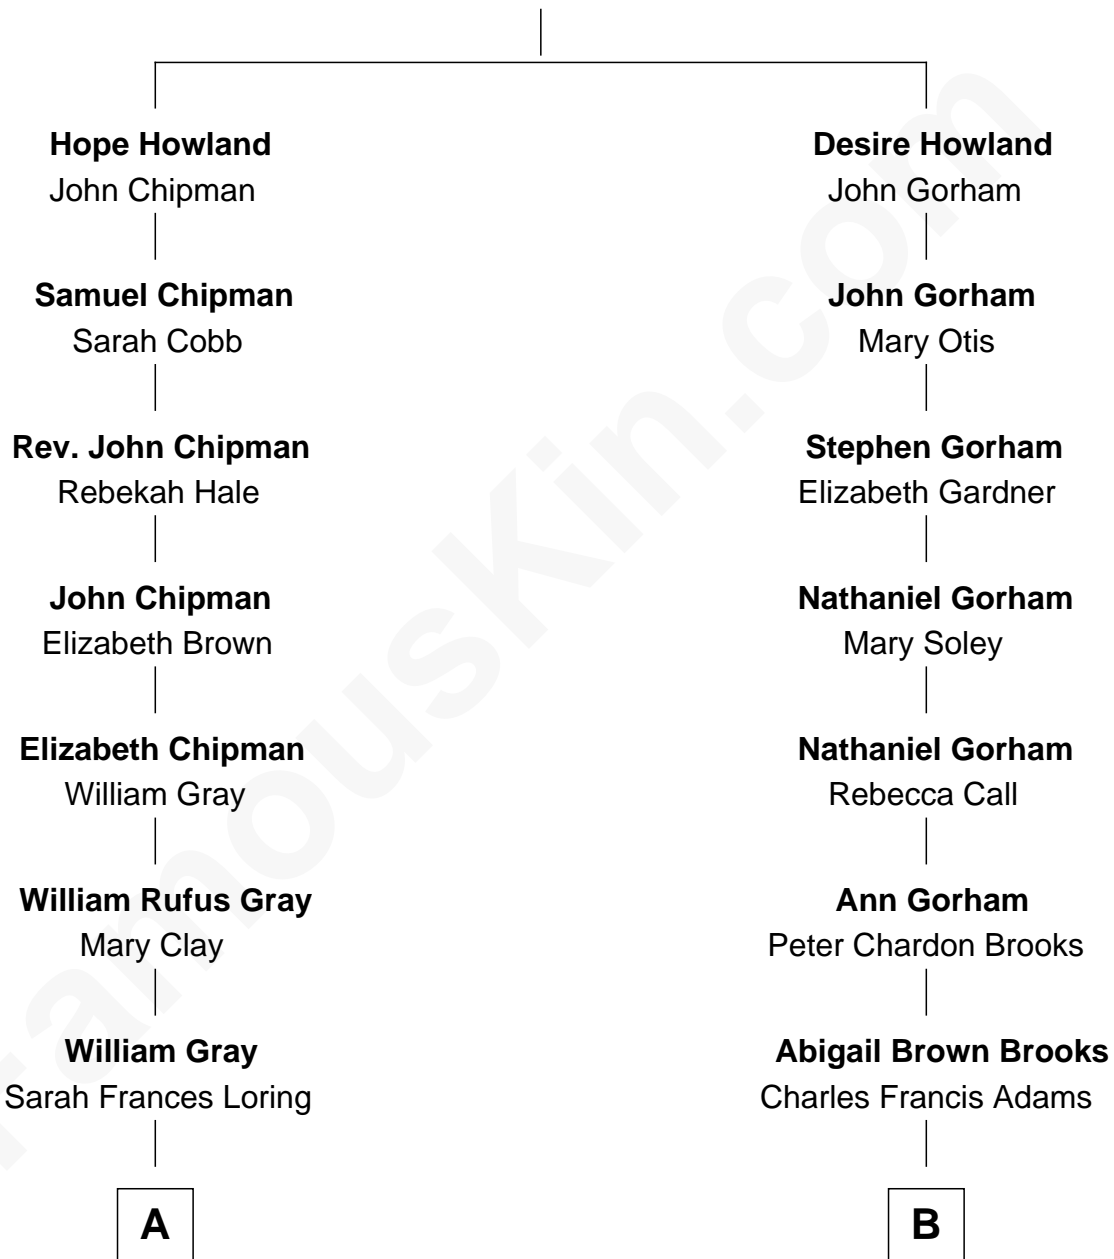 Hope Howland
John Chipman
Samuel Chipman
Sarah Cobb
Rev. John Chipman
Rebekah Hale
John Chipman
Elizabeth Brown
Elizabeth Chipman
William Gray
William Rufus Gray
Mary Clay
William Gray
Sarah Frances Loring
A
Desire Howland
John Gorham
John Gorham
Mary Otis
Stephen Gorham
Elizabeth Gardner
Nathaniel Gorham
Mary Soley
Nathaniel Gorham
Rebecca Call
Ann Gorham
Peter Chardon Brooks
Abigail Brown Brooks
Charles Francis Adams
B
FamousKin.com